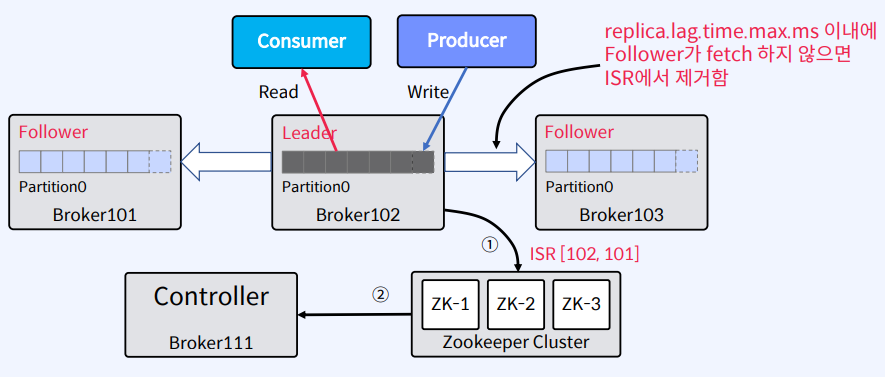 Consumer
Producer
replica.lag.time.max.ms 이내에
Follower가 fetch 하지 않으면
ISR에서 제거함
Read
Write
Follower
Partition0
Broker101
Leader
Partition0
Broker102
Follower
Partition0
Broker103
①
ISR [102, 101]
Controller
Broker111
②
ZK-1
ZK-2
ZK-3
Zookeeper Cluster